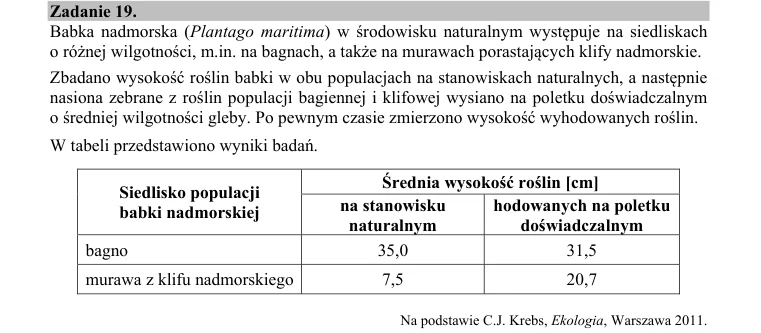 Zadanie 19.
Babka nadmorska (Plantago maritima) w środowisku naturalnym występuje na siedliskach
o różnej wilgotności, m.in. na bagnach, a także na murawach porastających klify nadmorskie.
Zbadano wysokość roślin babki w obu populacjach na stanowiskach naturalnych, a następnie
nasiona zebrane z roślin populacji bagiennej i klifowej wysiano na poletku doświadczalnym
o średniej wilgotności gleby. Po pewnym czasie zmierzono wysokość wyhodowanych roślin.
W tabeli przedstawiono wyniki badań.
Siedlisko populacji
babki nadmorskiej
Średnia wysokość roślin [cm]
na stanowisku
naturalnym
hodowanych na poletku
doświadczalnym
bagno 35,0 31,5
murawa z klifu nadmorskiego 7,5 20,7
Na podstawie C.J. Krebs, Ekologia, Warszawa 2011.